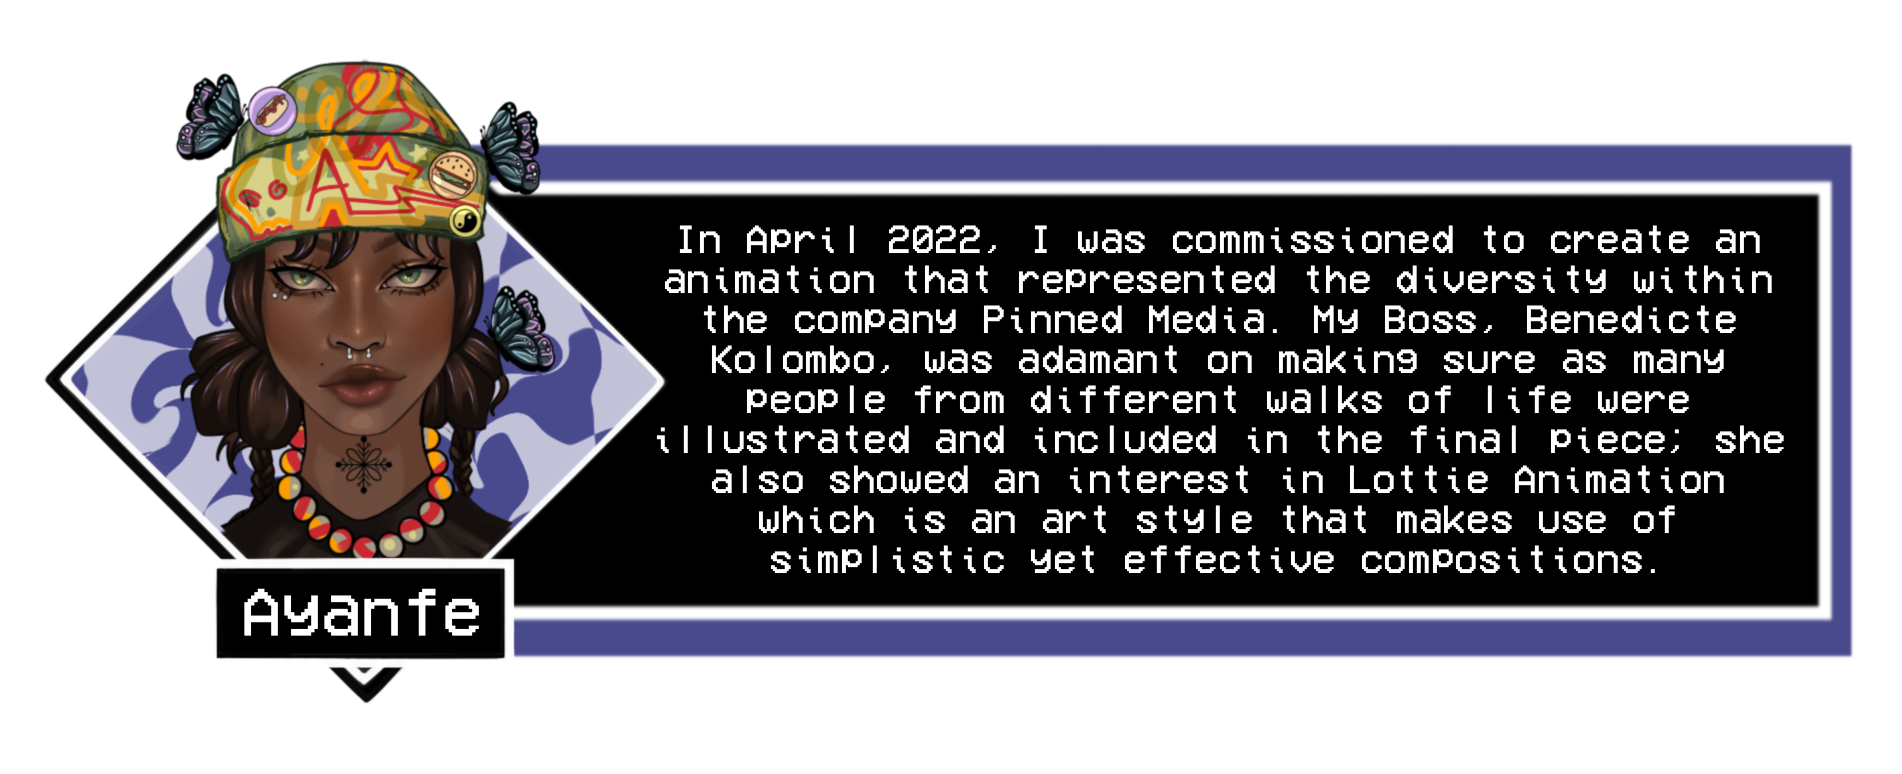 In April 2022, I was commissioned to create an
animation that represented the diversity within
the company Pinned Media. My Boss, Benedicte
Kolombo, was adamant on making sure as many
people from different walks of life were
illustrated and included in the final piece; she
also showed an interest in Lottie Animation
which is an art style that makes use of
simplistic yet effective compositions.
A
Ayanfe